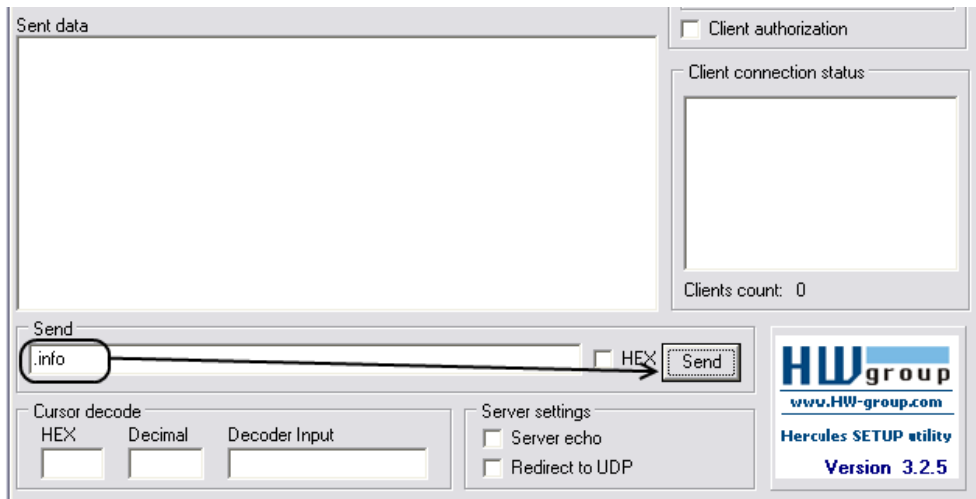 Sent data
Client authorization
Client connection status
Clients count: 0
Send
.info
HEX
Send
Cursor decode
HEX Decimal Decoder Input
Server settings
Server echo
Redirect to UDP
HW group
www.HW-group.com
Hercules SETUP utility
Version 3.2.5